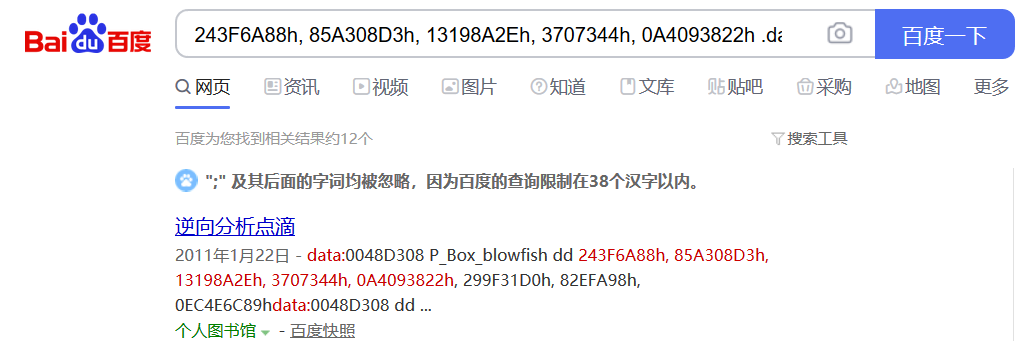 Bai du 百度
243F6A88h, 85A308D3h, 13198A2Eh, 3707344h, 0A4093822h .da
百度一下
网页 资讯 视频 图片 知道 文库 贴吧 采购 地图 更多
百度为您找到相关结果约12个 搜索工具
";" 及其后面的字词均被忽略，因为百度的查询限制在38个汉字以内。
逆向分析点滴
2011年1月22日 - data:0048D308 P_Box_blowfish dd 243F6A88h, 85A308D3h,
13198A2Eh, 3707344h, 0A4093822h, 299F31D0h, 82EFA98h,
0EC4E6C89hdata:0048D308 dd ...
个人图书馆 - 百度快照